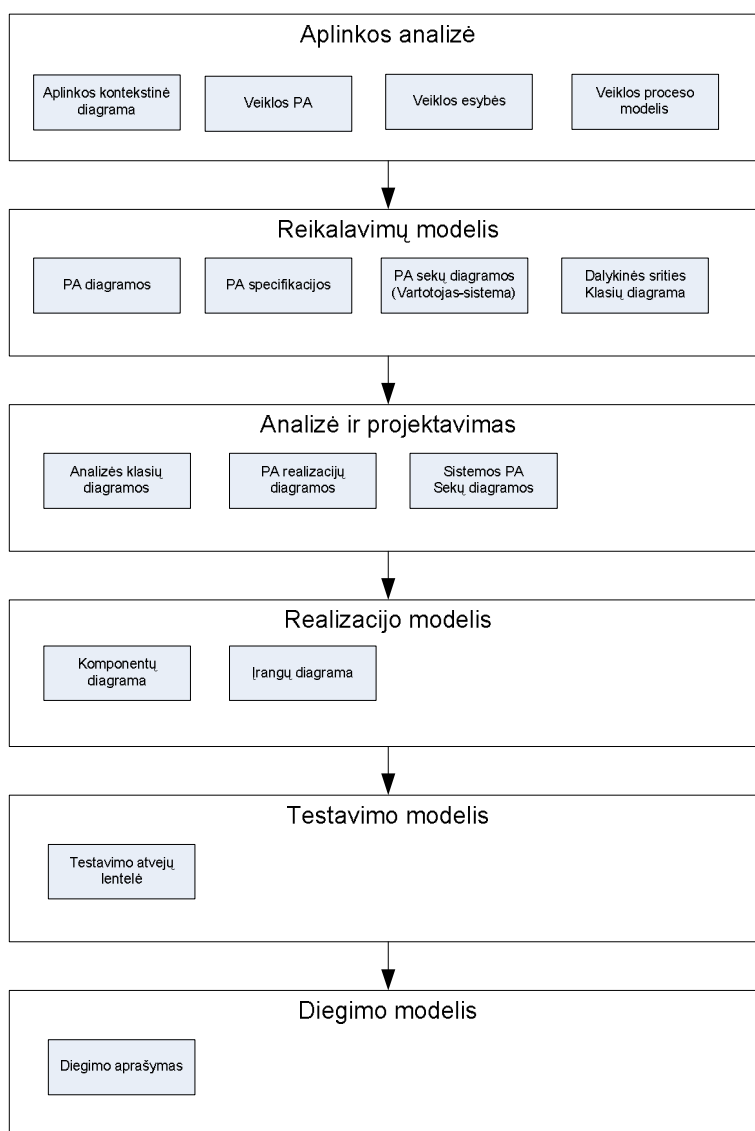 Aplinkos analizė
Aplinkos kontekstinė
diagrama
Veiklos PA
Veiklos esybės
Veiklos proceso
modelis
Reikalavimų modelis
PA diagramos
PA specifikacijos
PA sekų diagramos
(Vartotojas-sistema)
Dalykinės srities
Klasių diagrama
Analizė ir projektavimas
Analizės klasių
diagramos
PA realizacijų
diagramos
Sistemos PA
Sekų diagramos
Realizacijo modelis
Komponentų
diagrama
Įrangų diagrama
Testavimo modelis
Testavimo atvejų
lentelė
Diegimo modelis
Diegimo aprašymas